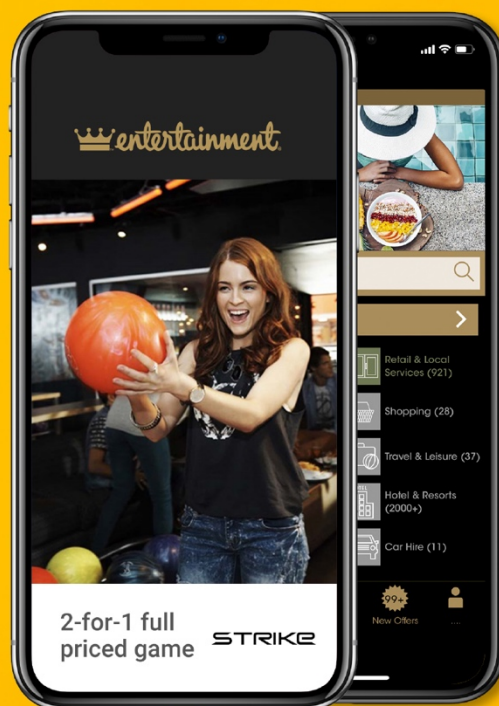 entertainment
2-for-1 full
priced game
STRIKE
Retail & Local
Services (921)
Shopping (28)
Travel & Leisure (37)
Hotel & Resorts
(2000+)
Car Hire (11)
99+
New Offers
....